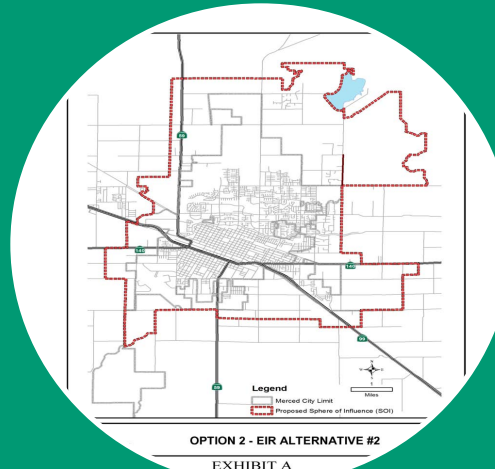 N
W E
S
Miles
Legend
Merced City Limit
Proposed Sphere of Influence (SOI)
OPTION 2 - EIR ALTERNATIVE #2
EXHIBIT A